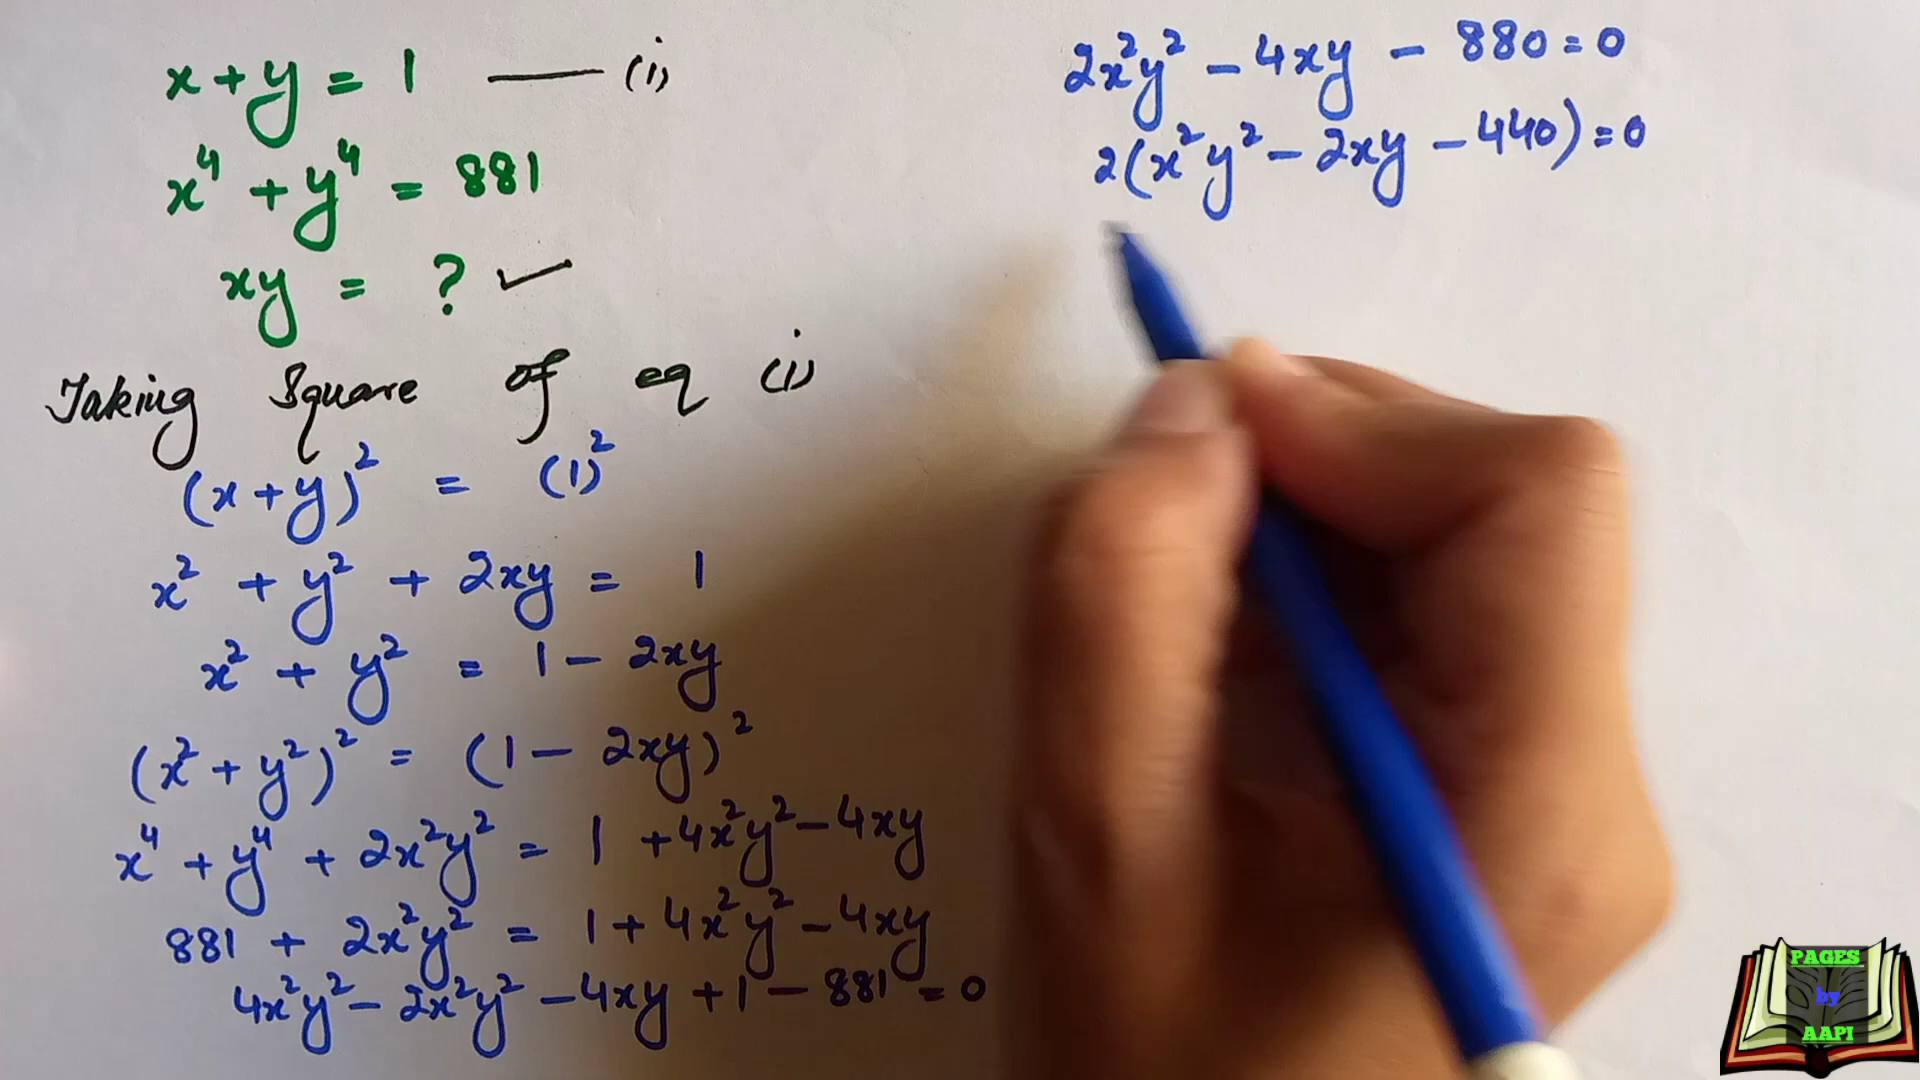 x + y = 1 —— (i)
x⁴ + y⁴ = 881
xy = ? ✓
Taking Square of eq (i)
(x + y)² = (1)²
x² + y² + 2xy = 1
x² + y² = 1 - 2xy
(x² + y²)² = (1 - 2xy)²
x⁴ + y⁴ + 2x²y² = 1 + 4x²y² - 4xy
881 + 2x²y² = 1 + 4x²y² - 4xy
4x²y² - 2x²y² - 4xy + 1 - 881 = 0
2x²y² - 4xy - 880 = 0
2(x²y² - 2xy - 440) = 0
PAGES
by
AAPI